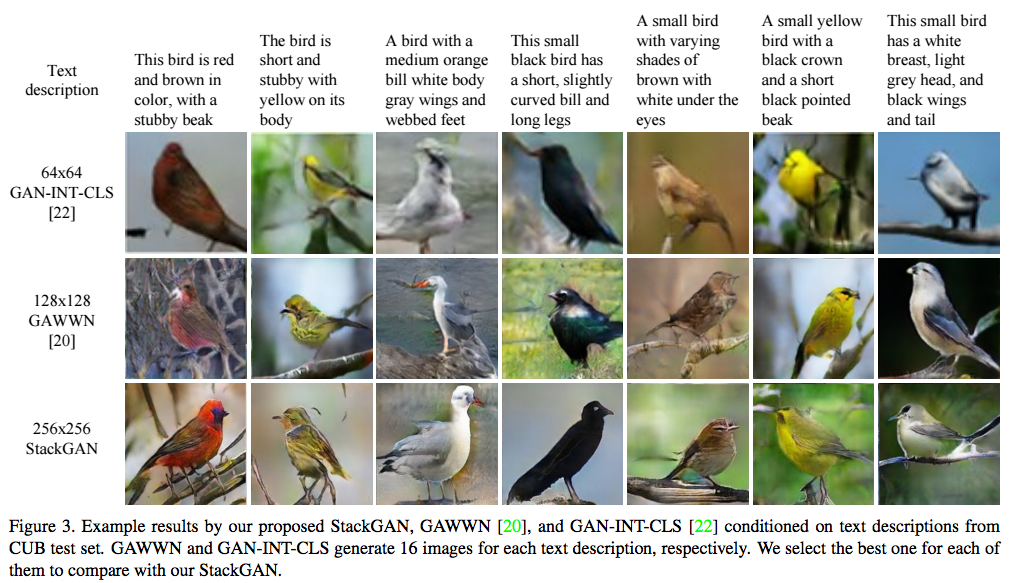 Text
description
This bird is red
and brown in
color, with a
stubby beak
The bird is
short and
stubby with
yellow on its
body
A bird with a
medium orange
bill white body
gray wings and
webbed feet
This small
black bird has
a short, slightly
curved bill and
long legs
A small bird
with varying
shades of
brown with
white under the
eyes
A small yellow
bird with a
black crown
and a short
black pointed
beak
This small bird
has a white
breast, light
grey head, and
black wings
and tail
64x64
GAN-INT-CLS
[22]
128x128
GAWWN
[20]
256x256
StackGAN
Figure 3. Example results by our proposed StackGAN, GAWWN [20], and GAN-INT-CLS [22] conditioned on text descriptions from
CUB test set. GAWWN and GAN-INT-CLS generate 16 images for each text description, respectively. We select the best one for each of
them to compare with our StackGAN.